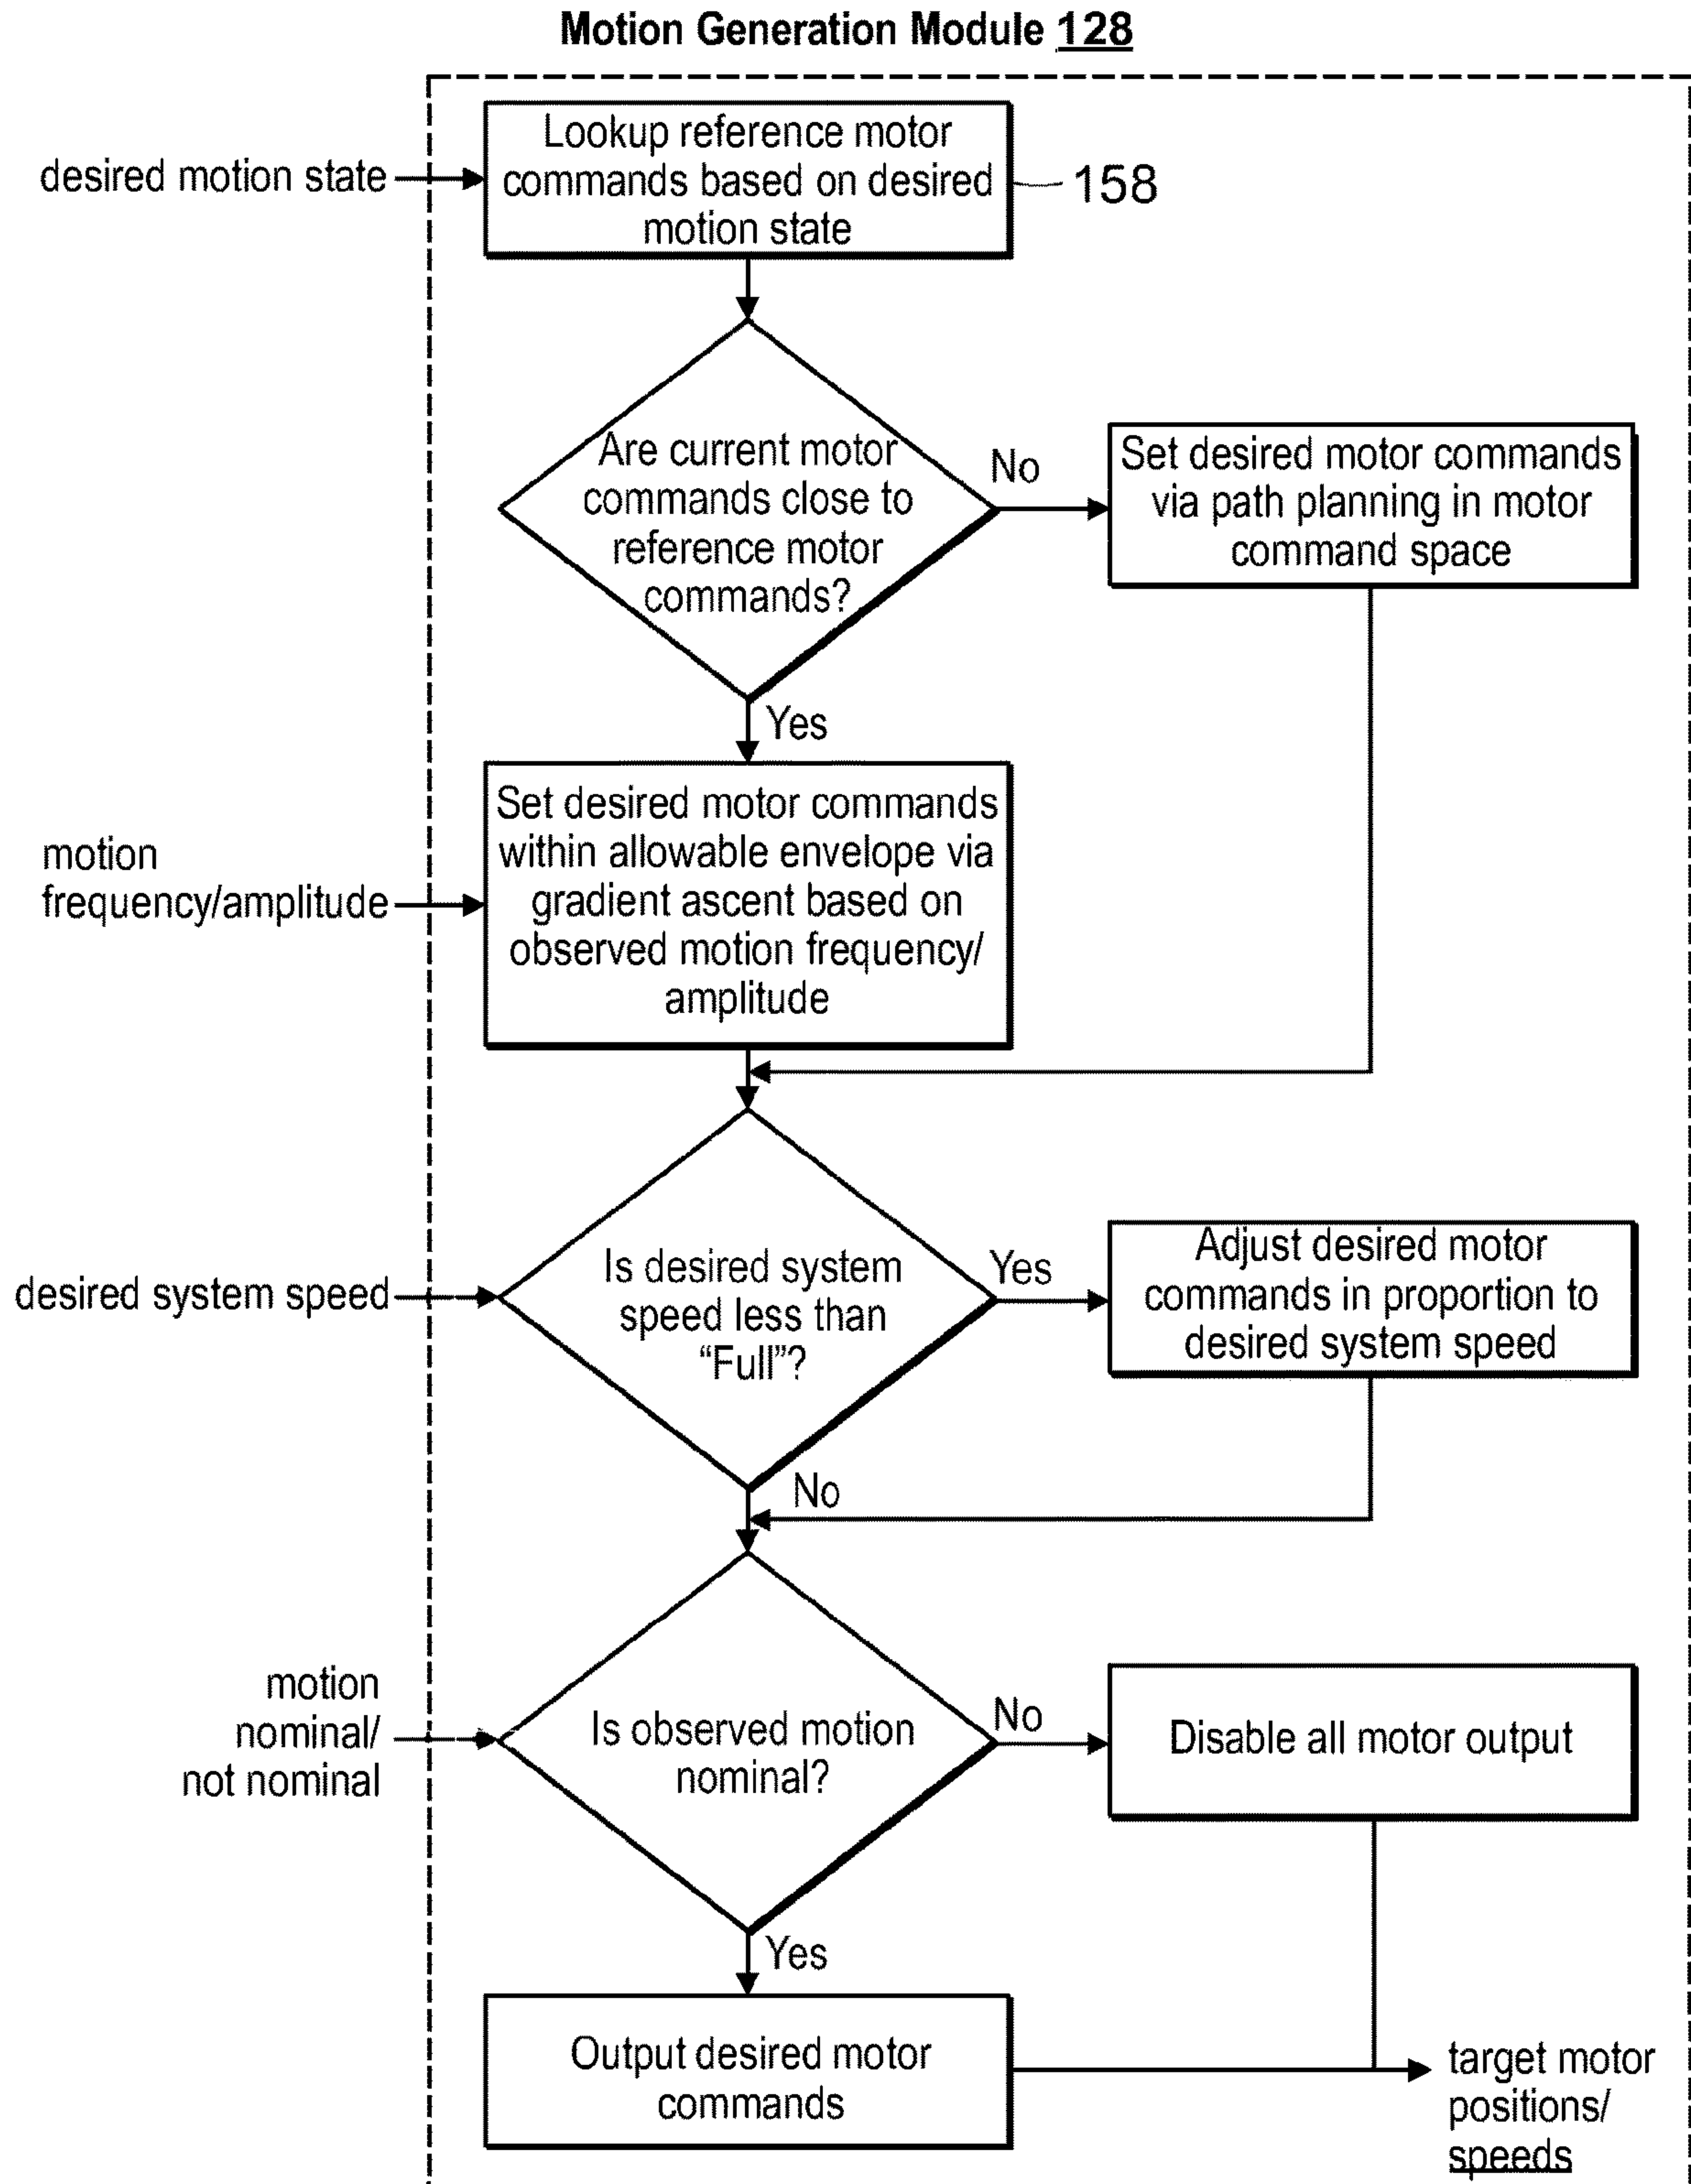 Motion Generation Module 128
desired motion state
Lookup reference motor
commands based on desired
motion state
158
Are current motor
commands close to
reference motor
commands?
No
Set desired motor commands
via path planning in motor
command space
Yes
motion
frequency/amplitude
Set desired motor commands
within allowable envelope via
gradient ascent based on
observed motion frequency/
amplitude
desired system speed
Is desired system
speed less than
“Full”?
Yes
Adjust desired motor
commands in proportion to
desired system speed
No
motion
nominal/
not nominal
Is observed motion
nominal?
No
Disable all motor output
Yes
Output desired motor
commands
target motor
positions/
speeds